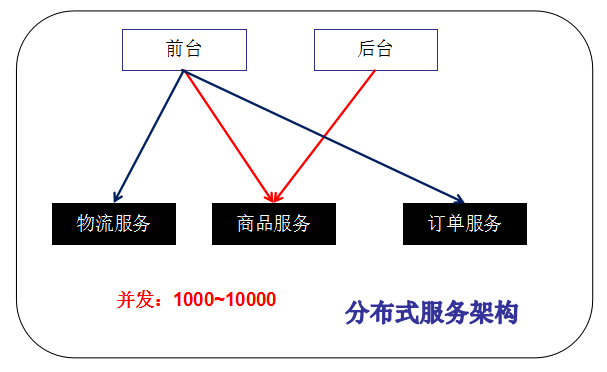 前台
后台
物流服务
商品服务
订单服务
并发：1000~10000
分布式服务架构